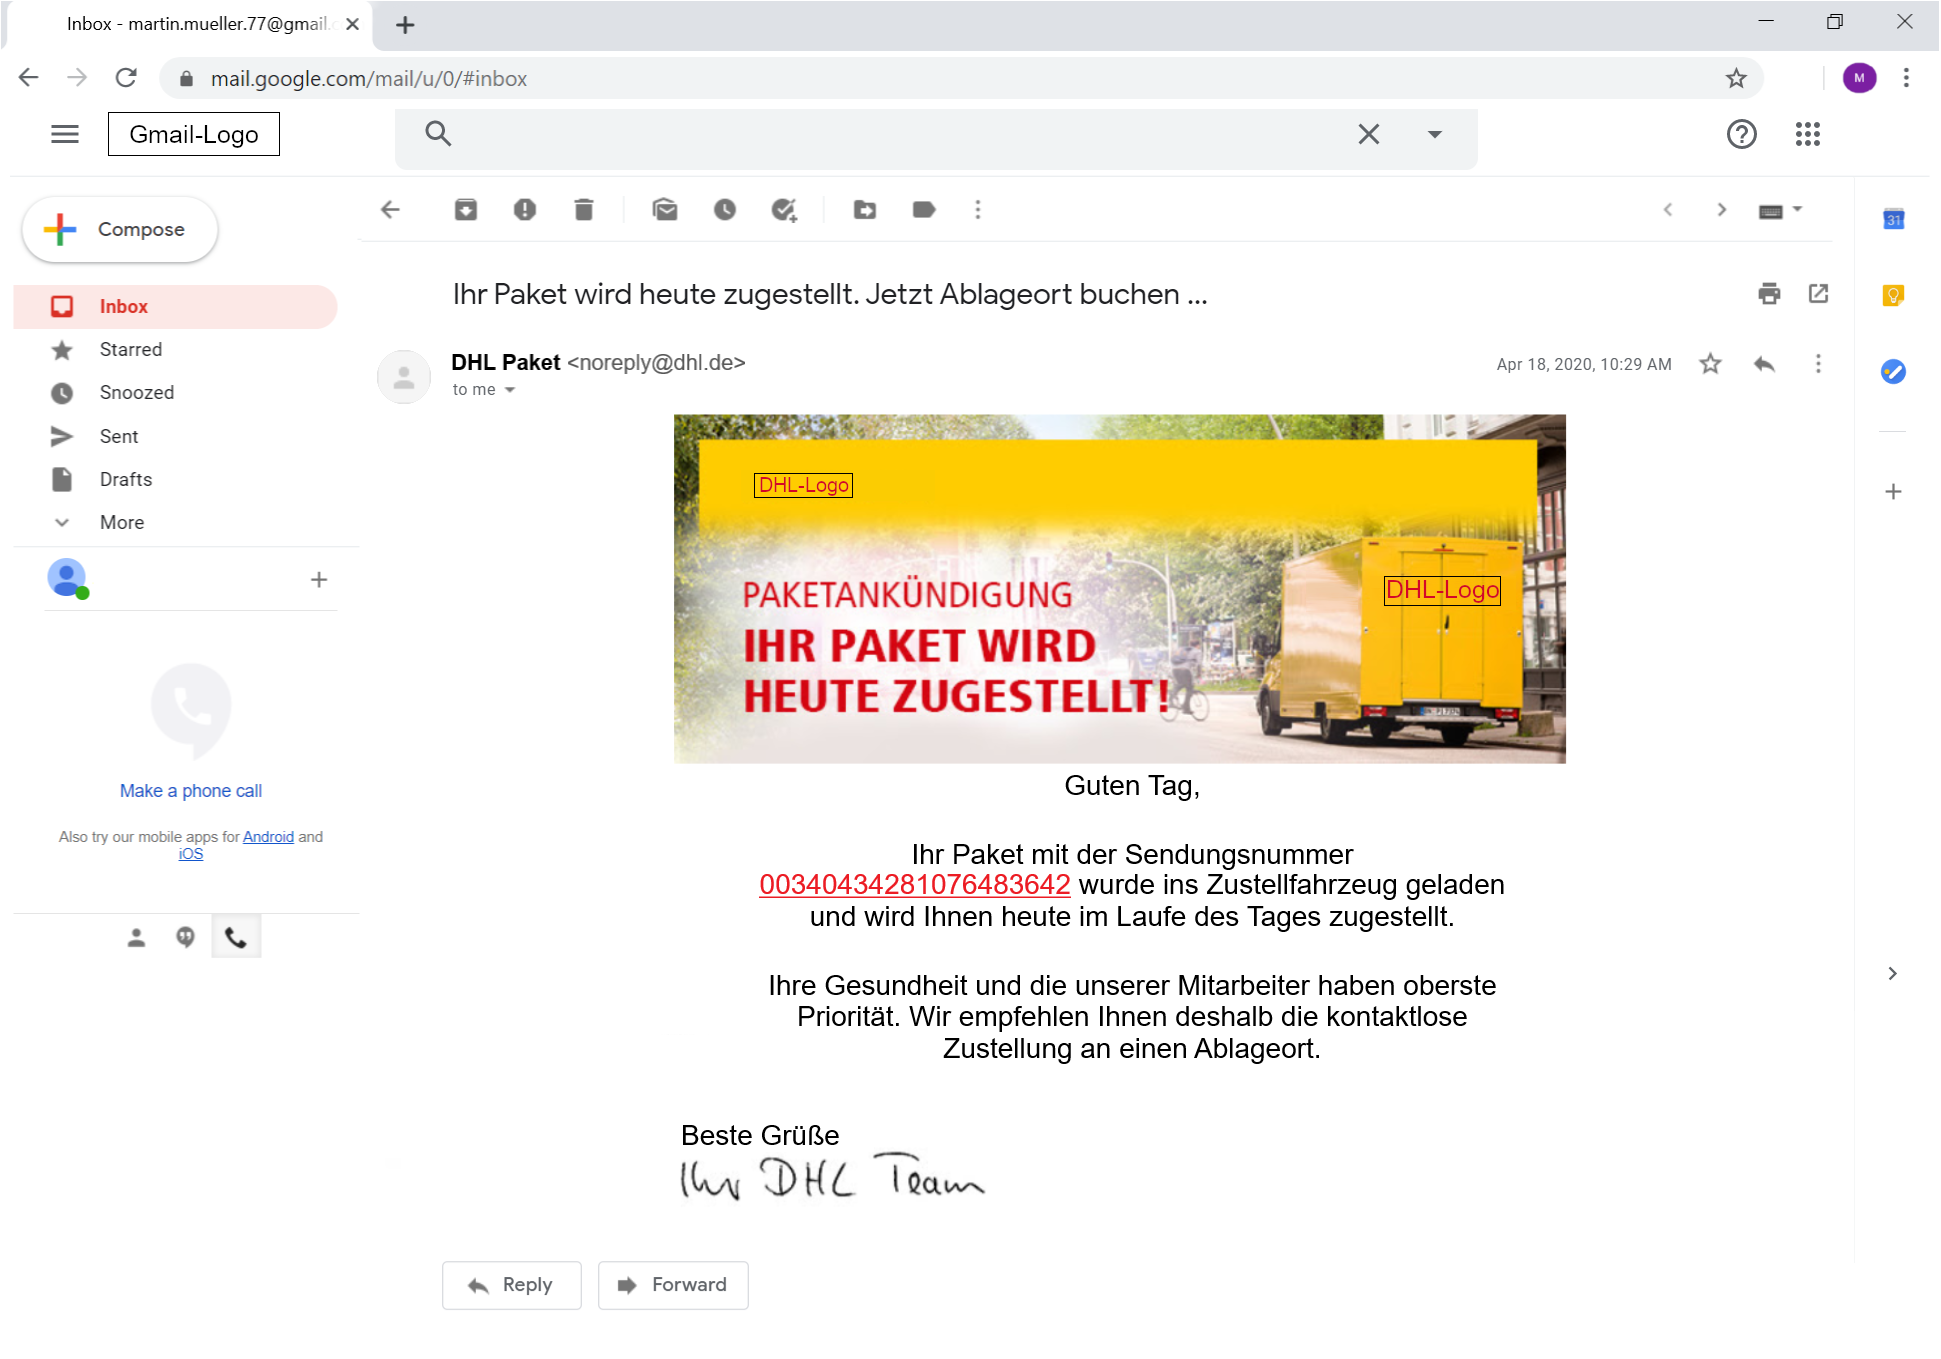 Inbox - martin.mueller.77@gmail.
mail.google.com/mail/u/0/#inbox
M
Gmail-Logo
Compose
31
Ihr Paket wird heute zugestellt. Jetzt Ablageort buchen ...
Inbox
Starred
Snoozed
Sent
Drafts
More
DHL Paket <noreply@dhl.de>
Apr 18, 2020, 10:29 AM
to me
DHL-Logo
DHL-Logo
PAKETANKÜNDIGUNG
IHR PAKET WIRD
HEUTE ZUGESTELLT!
Make a phone call
Also try our mobile apps for Android and
iOS
Guten Tag,
Ihr Paket mit der Sendungsnummer
00340434281076483642 wurde ins Zustellfahrzeug geladen
und wird Ihnen heute im Laufe des Tages zugestellt.
Ihre Gesundheit und die unserer Mitarbeiter haben oberste
Priorität. Wir empfehlen Ihnen deshalb die kontaktlose
Zustellung an einen Ablageort.
Beste Grüße
Ihr DHL Team
Reply
Forward